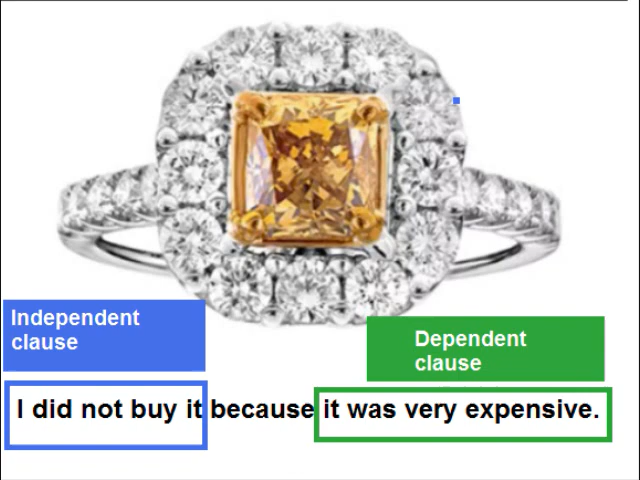 Independent
clause
Dependent
clause
I did not buy it because it was very expensive.